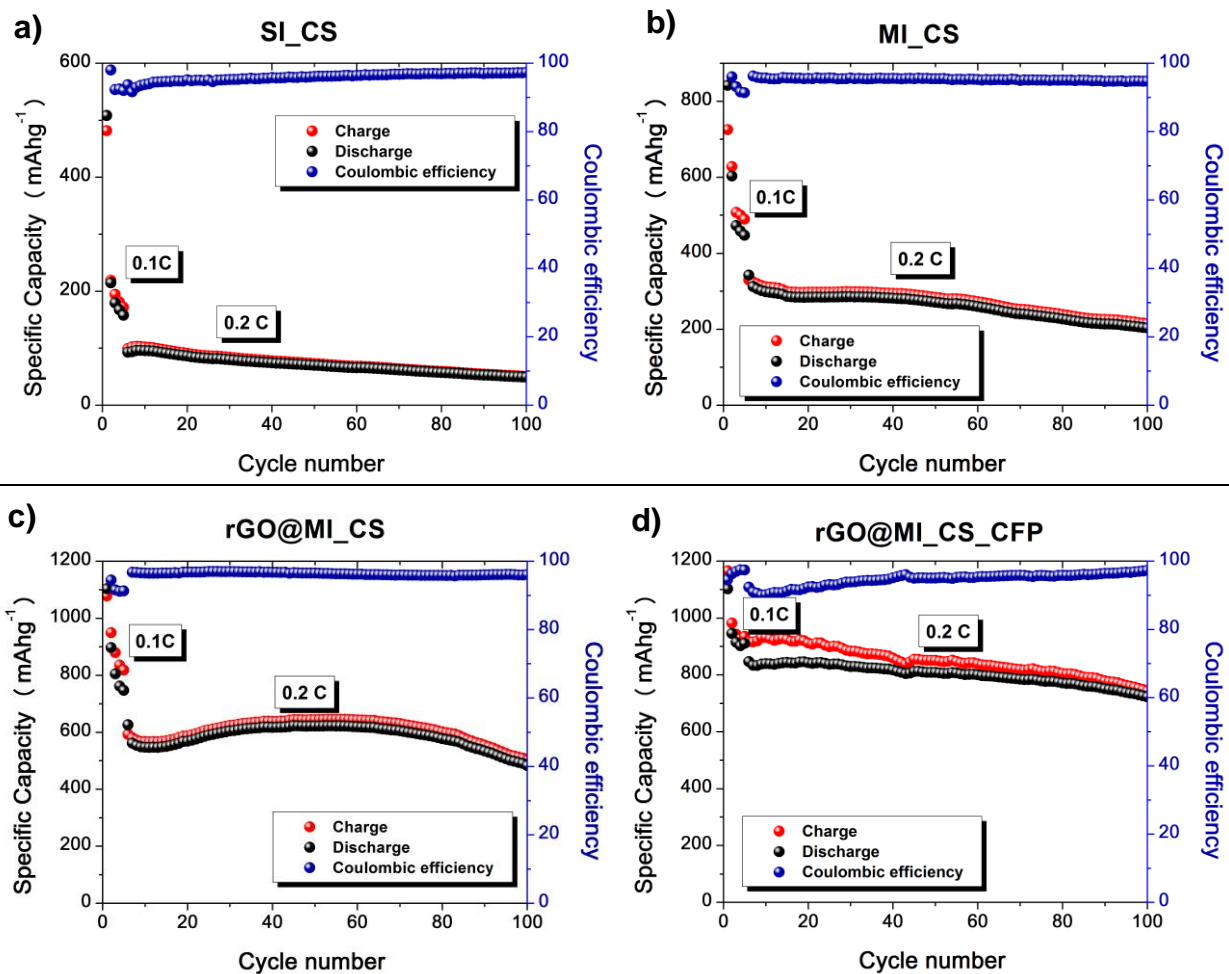 a)
SI_CS
600
400
200
0
100
80
60
40
20
0
0 20 40 60 80 100
Specific Capacity ( mAhg⁻¹)
Coulombic efficiency
Cycle number
Charge
Discharge
Coulombic efficiency
0.1C
0.2 C
b)
MI_CS
800
600
400
200
0
100
80
60
40
20
0
0 20 40 60 80 100
Specific Capacity ( mAhg⁻¹)
Coulombic efficiency
Cycle number
0.1C
0.2 C
Charge
Discharge
Coulombic efficiency
c)
rGO@MI_CS
1200
1000
800
600
400
200
0
100
80
60
40
20
0
0 20 40 60 80 100
Specific Capacity ( mAhg⁻¹)
Coulombic efficiency
Cycle number
0.1C
0.2 C
Charge
Discharge
Coulombic efficiency
d)
rGO@MI_CS_CFP
1200
1000
800
600
400
200
0
100
80
60
40
20
0
0 20 40 60 80 100
Specific Capacity ( mAhg⁻¹)
Coulombic efficiency
Cycle number
0.1C
0.2 C
Charge
Discharge
Coulombic efficiency